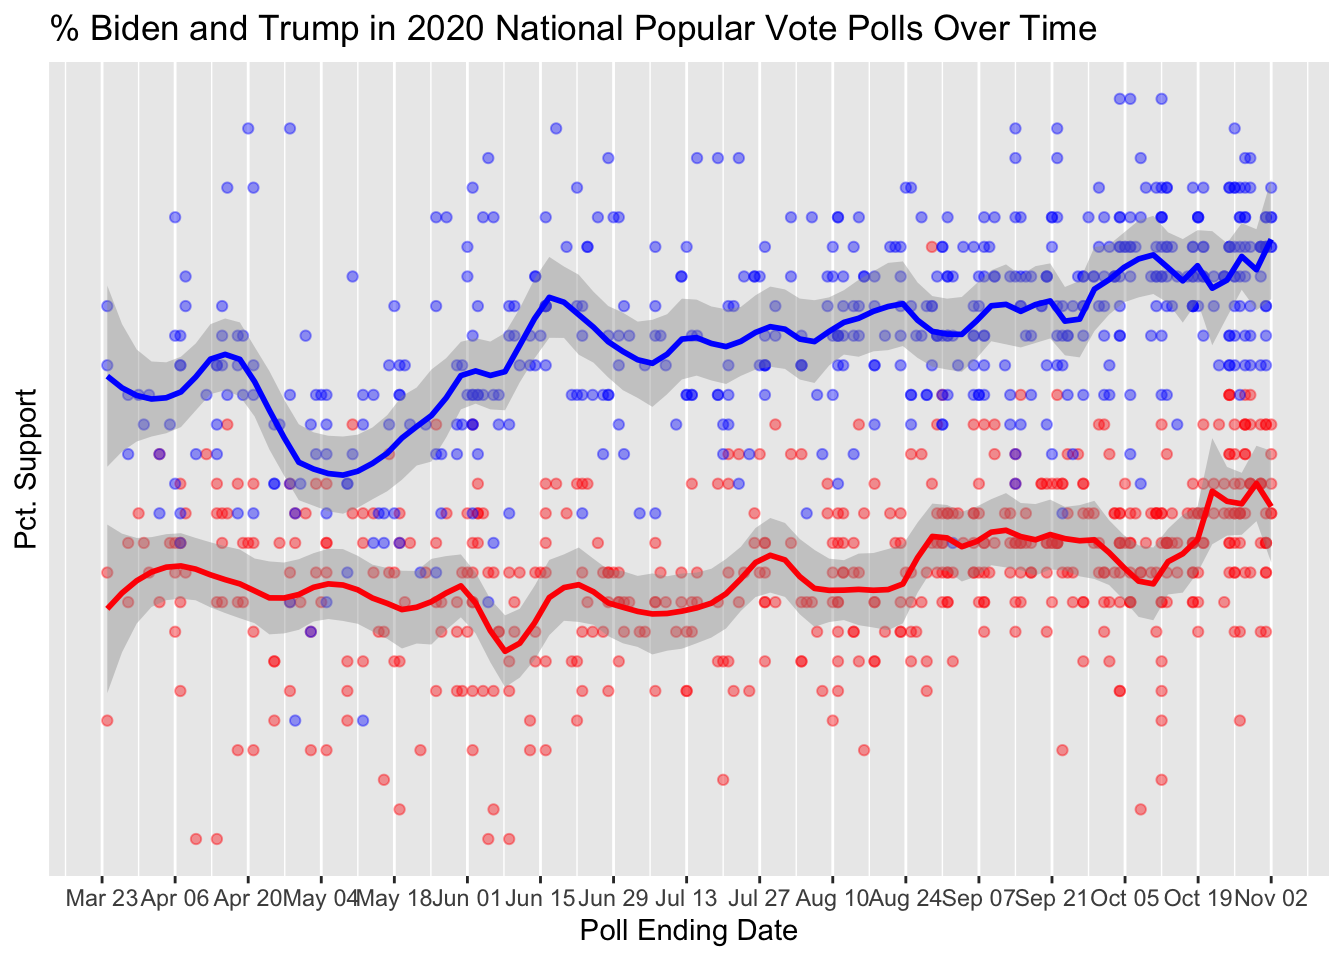 % Biden and Trump in 2020 National Popular Vote Polls Over Time
Pct. Support
Mar 23 Apr 06 Apr 20 May 04 May 18 Jun 01 Jun 15 Jun 29 Jul 13 Jul 27 Aug 10 Aug 24 Sep 07 Sep 21 Oct 05 Oct 19 Nov 02
Poll Ending Date